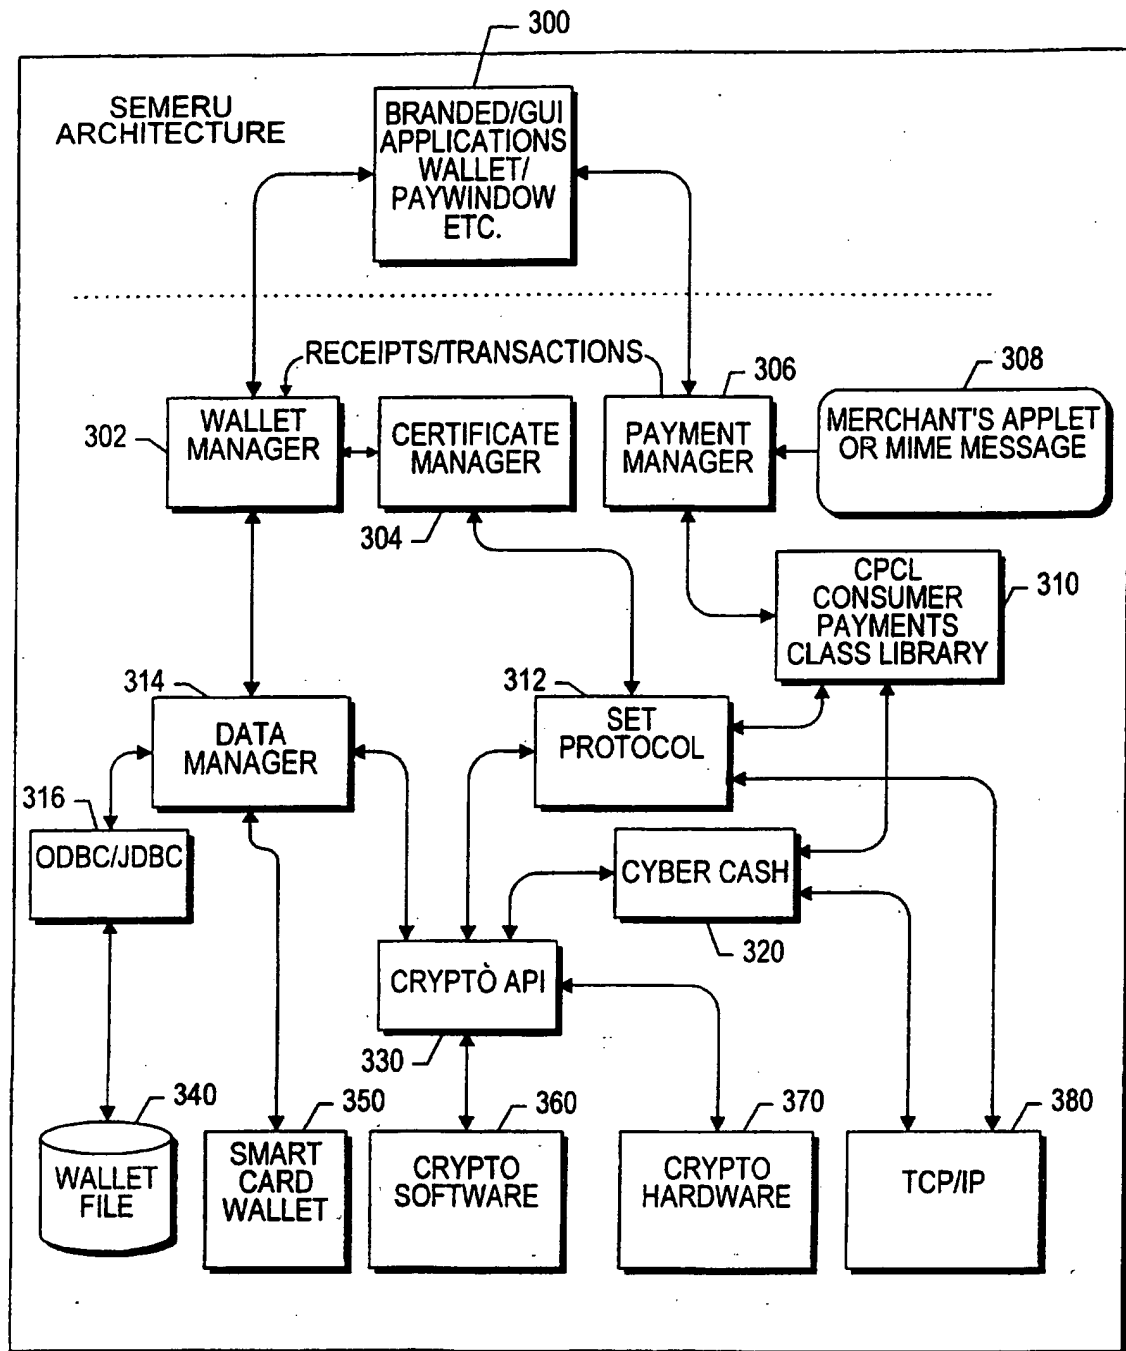 300
SEMERU
ARCHITECTURE
BRANDED/GUI
APPLICATIONS
WALLET/
PAYWINDOW
ETC.
RECEIPTS/TRANSACTIONS
306
308
302
WALLET
MANAGER
CERTIFICATE
MANAGER
PAYMENT
MANAGER
MERCHANT'S APPLET
OR MIME MESSAGE
304
CPCL
CONSUMER
PAYMENTS
CLASS LIBRARY
310
314
312
DATA
MANAGER
SET
PROTOCOL
316
ODBC/JDBC
CYBER CASH
320
CRYPTÒ API
330
340
350
360
370
380
WALLET
FILE
SMART
CARD
WALLET
CRYPTO
SOFTWARE
CRYPTO
HARDWARE
TCP/IP